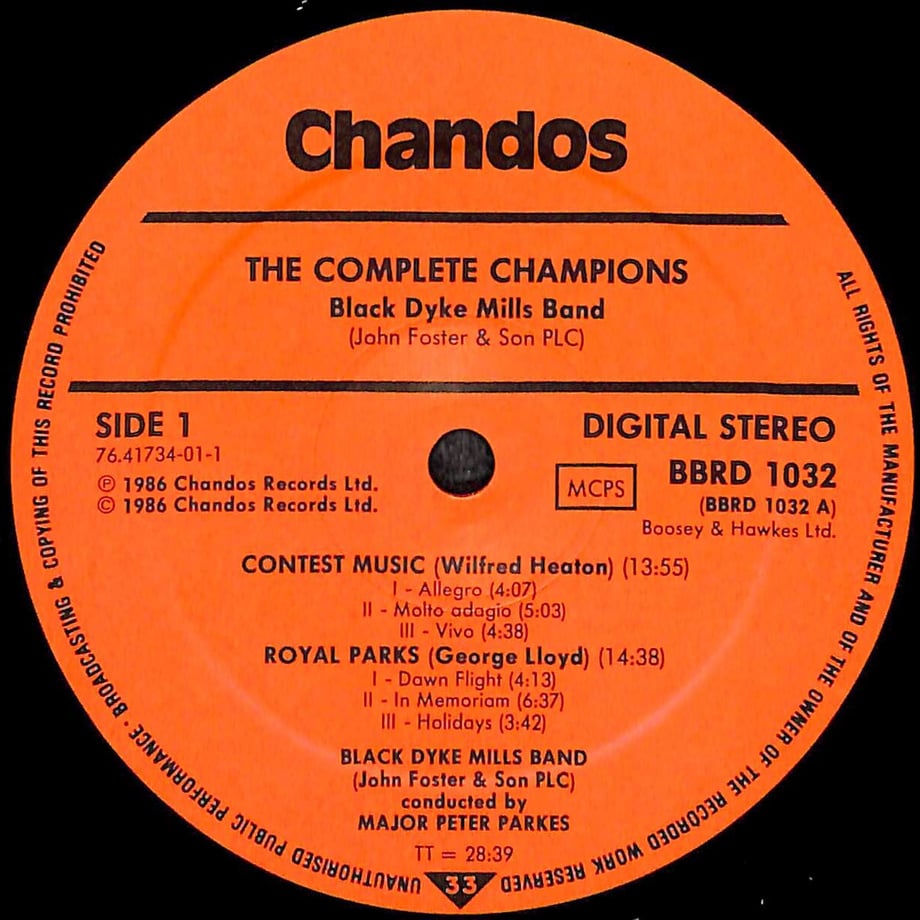 Chandos
THE COMPLETE CHAMPIONS
Black Dyke Mills Band
(John Foster & Son PLC)
SIDE 1
76.41734-01-1
℗ 1986 Chandos Records Ltd.
© 1986 Chandos Records Ltd.
DIGITAL STEREO
MCPS
BBRD 1032
(BBRD 1032 A)
Boosey & Hawkes Ltd.
CONTEST MUSIC (Wilfred Heaton) (13:55)
I - Allegro (4:07)
II - Molto adagio (5:03)
III - Vivo (4:38)
ROYAL PARKS (George Lloyd) (14:38)
I - Dawn Flight (4:13)
II - In Memoriam (6:37)
III - Holidays (3:42)
BLACK DYKE MILLS BAND
(John Foster & Son PLC)
conducted by
MAJOR PETER PARKES
TT = 28:39
33
ALL RIGHTS OF THE MANUFACTURER AND OF THE OWNER OF THE RECORDED WORK RESERVED
UNAUTHORISED PUBLIC PERFORMANCE · BROADCASTING & COPYING OF THIS RECORD PROHIBITED